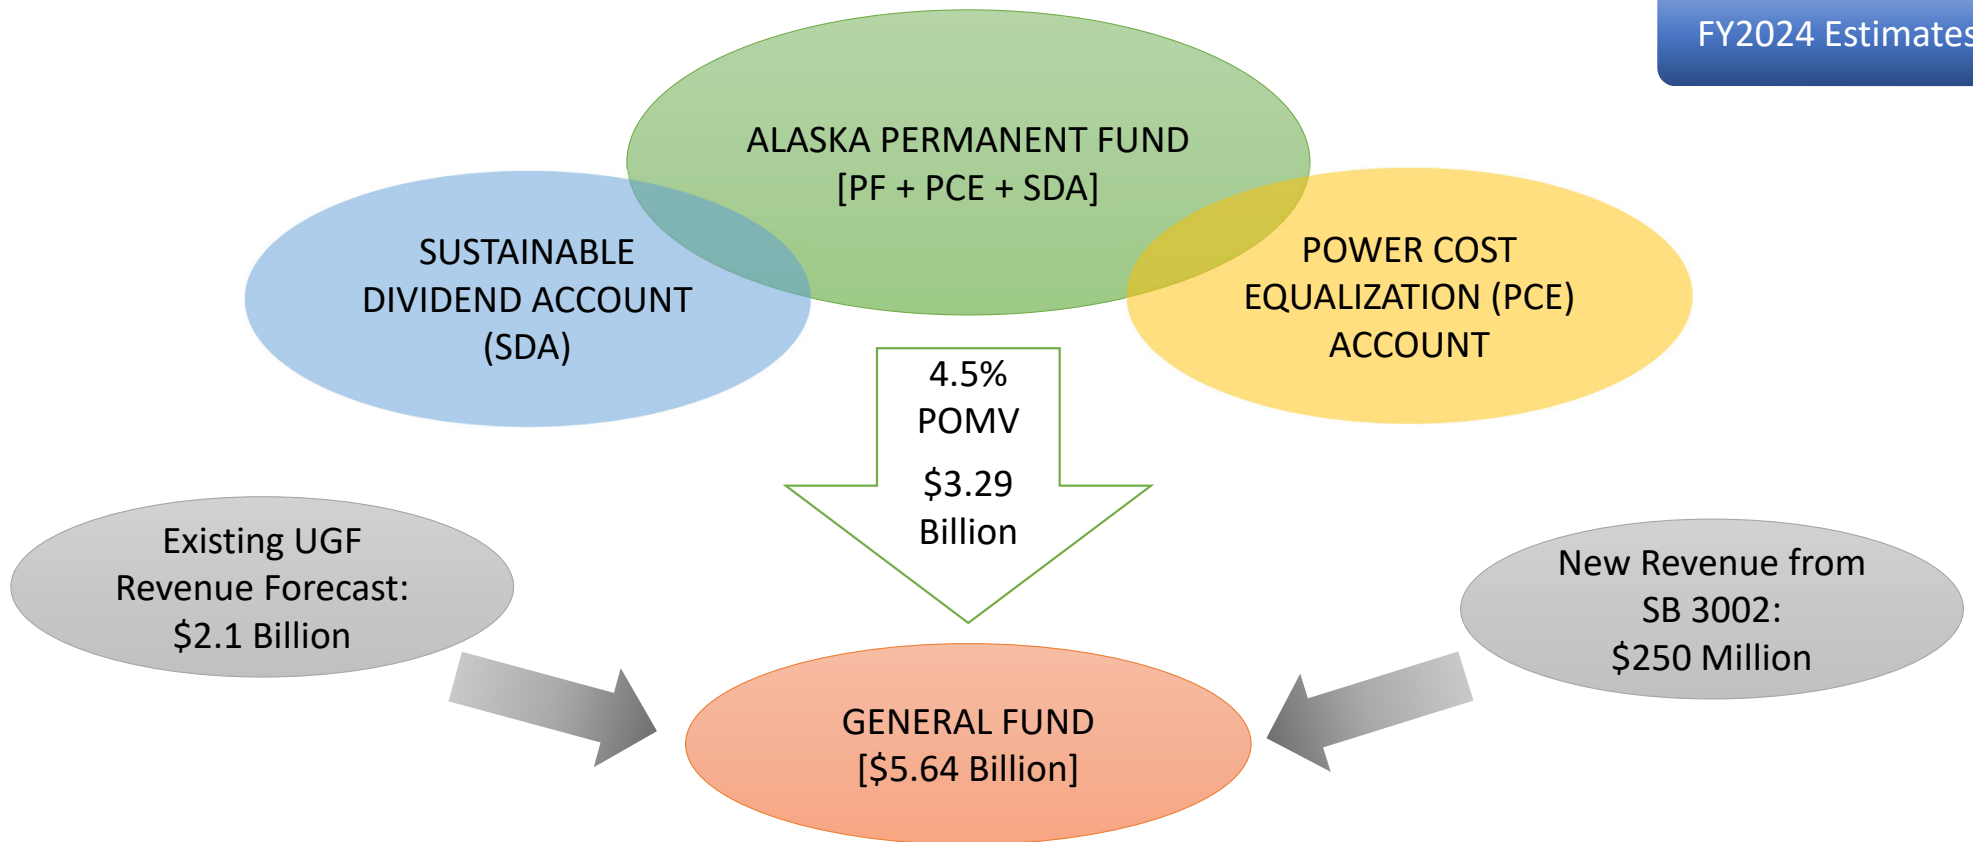 FY2024 Estimates
ALASKA PERMANENT FUND
[PF + PCE + SDA]
SUSTAINABLE
DIVIDEND ACCOUNT
(SDA)
POWER COST
EQUALIZATION (PCE)
ACCOUNT
4.5%
POMV
$3.29
Billion
Existing UGF
Revenue Forecast:
$2.1 Billion
New Revenue from
SB 3002:
$250 Million
GENERAL FUND
[$5.64 Billion]